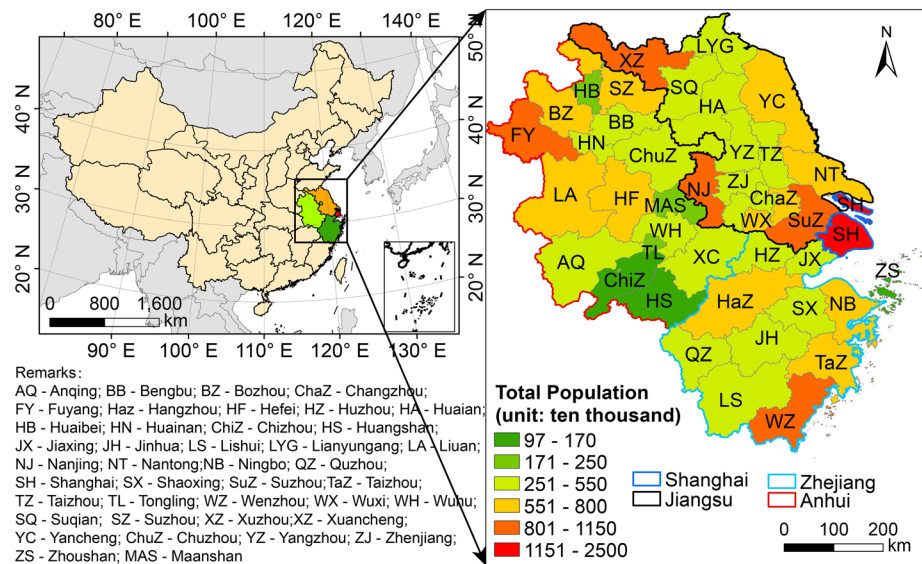 80° E 100° E 120° E 140° E
40° N
30° N
20° N
0 800 1,600
km
90° E 100° E 110° E 120° E 130° E
Remarks:
AQ - Anqing; BB - Bengbu; BZ - Bozhou; ChaZ - Changzhou;
FY - Fuyang; Haz - Hangzhou; HF - Hefei; HZ - Huzhou; HA - Huaian;
HB - Huaibei; HN - Huainan; ChiZ - Chizhou; HS - Huangshan;
JX - Jiaxing; JH - Jinhua; LS - Lishui; LYG - Lianyungang; LA - Liuan;
NJ - Nanjing; NT - Nantong;NB - Ningbo; QZ - Quzhou;
SH - Shanghai; SX - Shaoxing; SuZ - Suzhou;TaZ - Taizhou;
TZ - Taizhou; TL - Tongling; WZ - Wenzhou; WX - Wuxi; WH - Wuhu;
SQ - Suqian; SZ - Suzhou; XZ - Xuzhou;XZ - Xuancheng;
YC - Yancheng; ChuZ - Chuzhou; YZ - Yangzhou; ZJ - Zhenjiang;
ZS - Zhoushan; MAS - Maanshan
50° N
40° N
30° N
20° N
N
LYG
XZ
SQ
SZ
HB
HA
YC
BZ
BB
FY
HN
YZ
TZ
ChuZ
NT
NJ
ZJ
LA
HF
MAS
ChaZ
SH
WX
SuZ
WH
SH
TL
XC
HZ
JX
AQ
ZS
ChiZ
HS
HaZ
SX
NB
JH
QZ
TaZ
LS
WZ
Total Population
(unit: ten thousand)
97 - 170
171 - 250
251 - 550
551 - 800
801 - 1150
1151 - 2500
Shanghai
Jiangsu
Zhejiang
Anhui
0 100 200
km